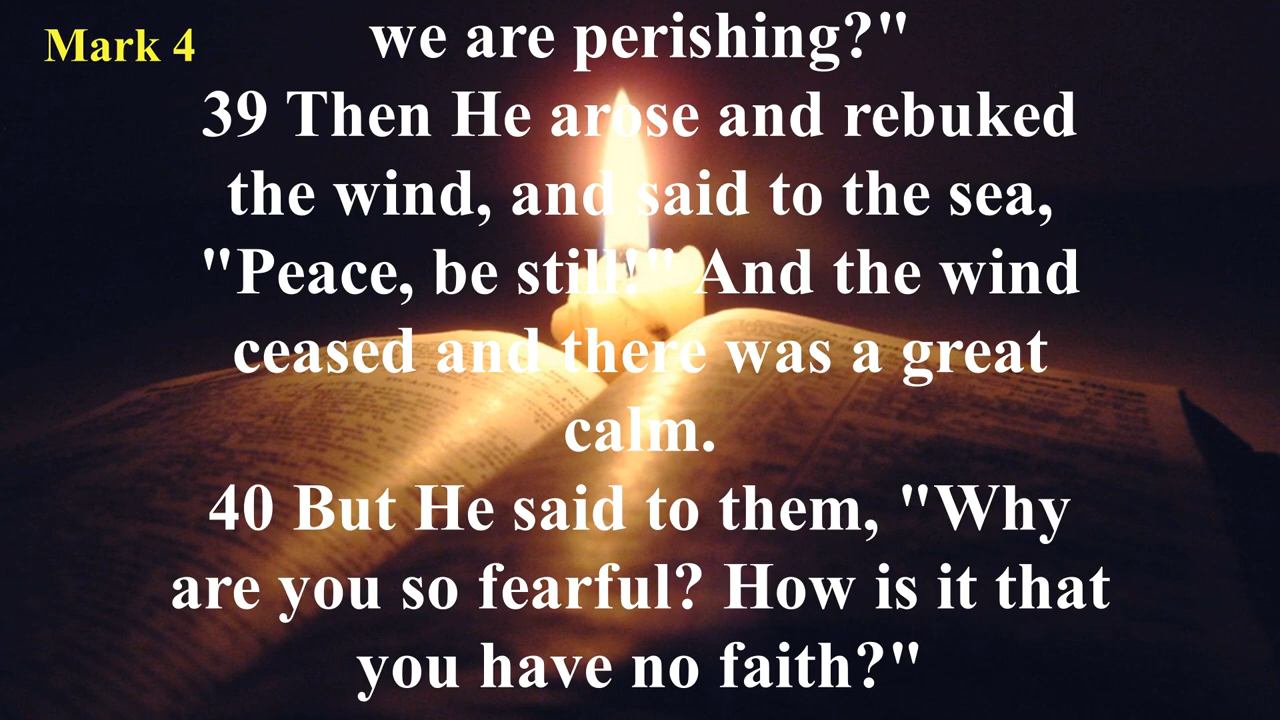 Mark 4
we are perishing?"
39 Then He arose and rebuked
the wind, and said to the sea,
"Peace, be still!" And the wind
ceased and there was a great
calm.
40 But He said to them, "Why
are you so fearful? How is it that
you have no faith?"